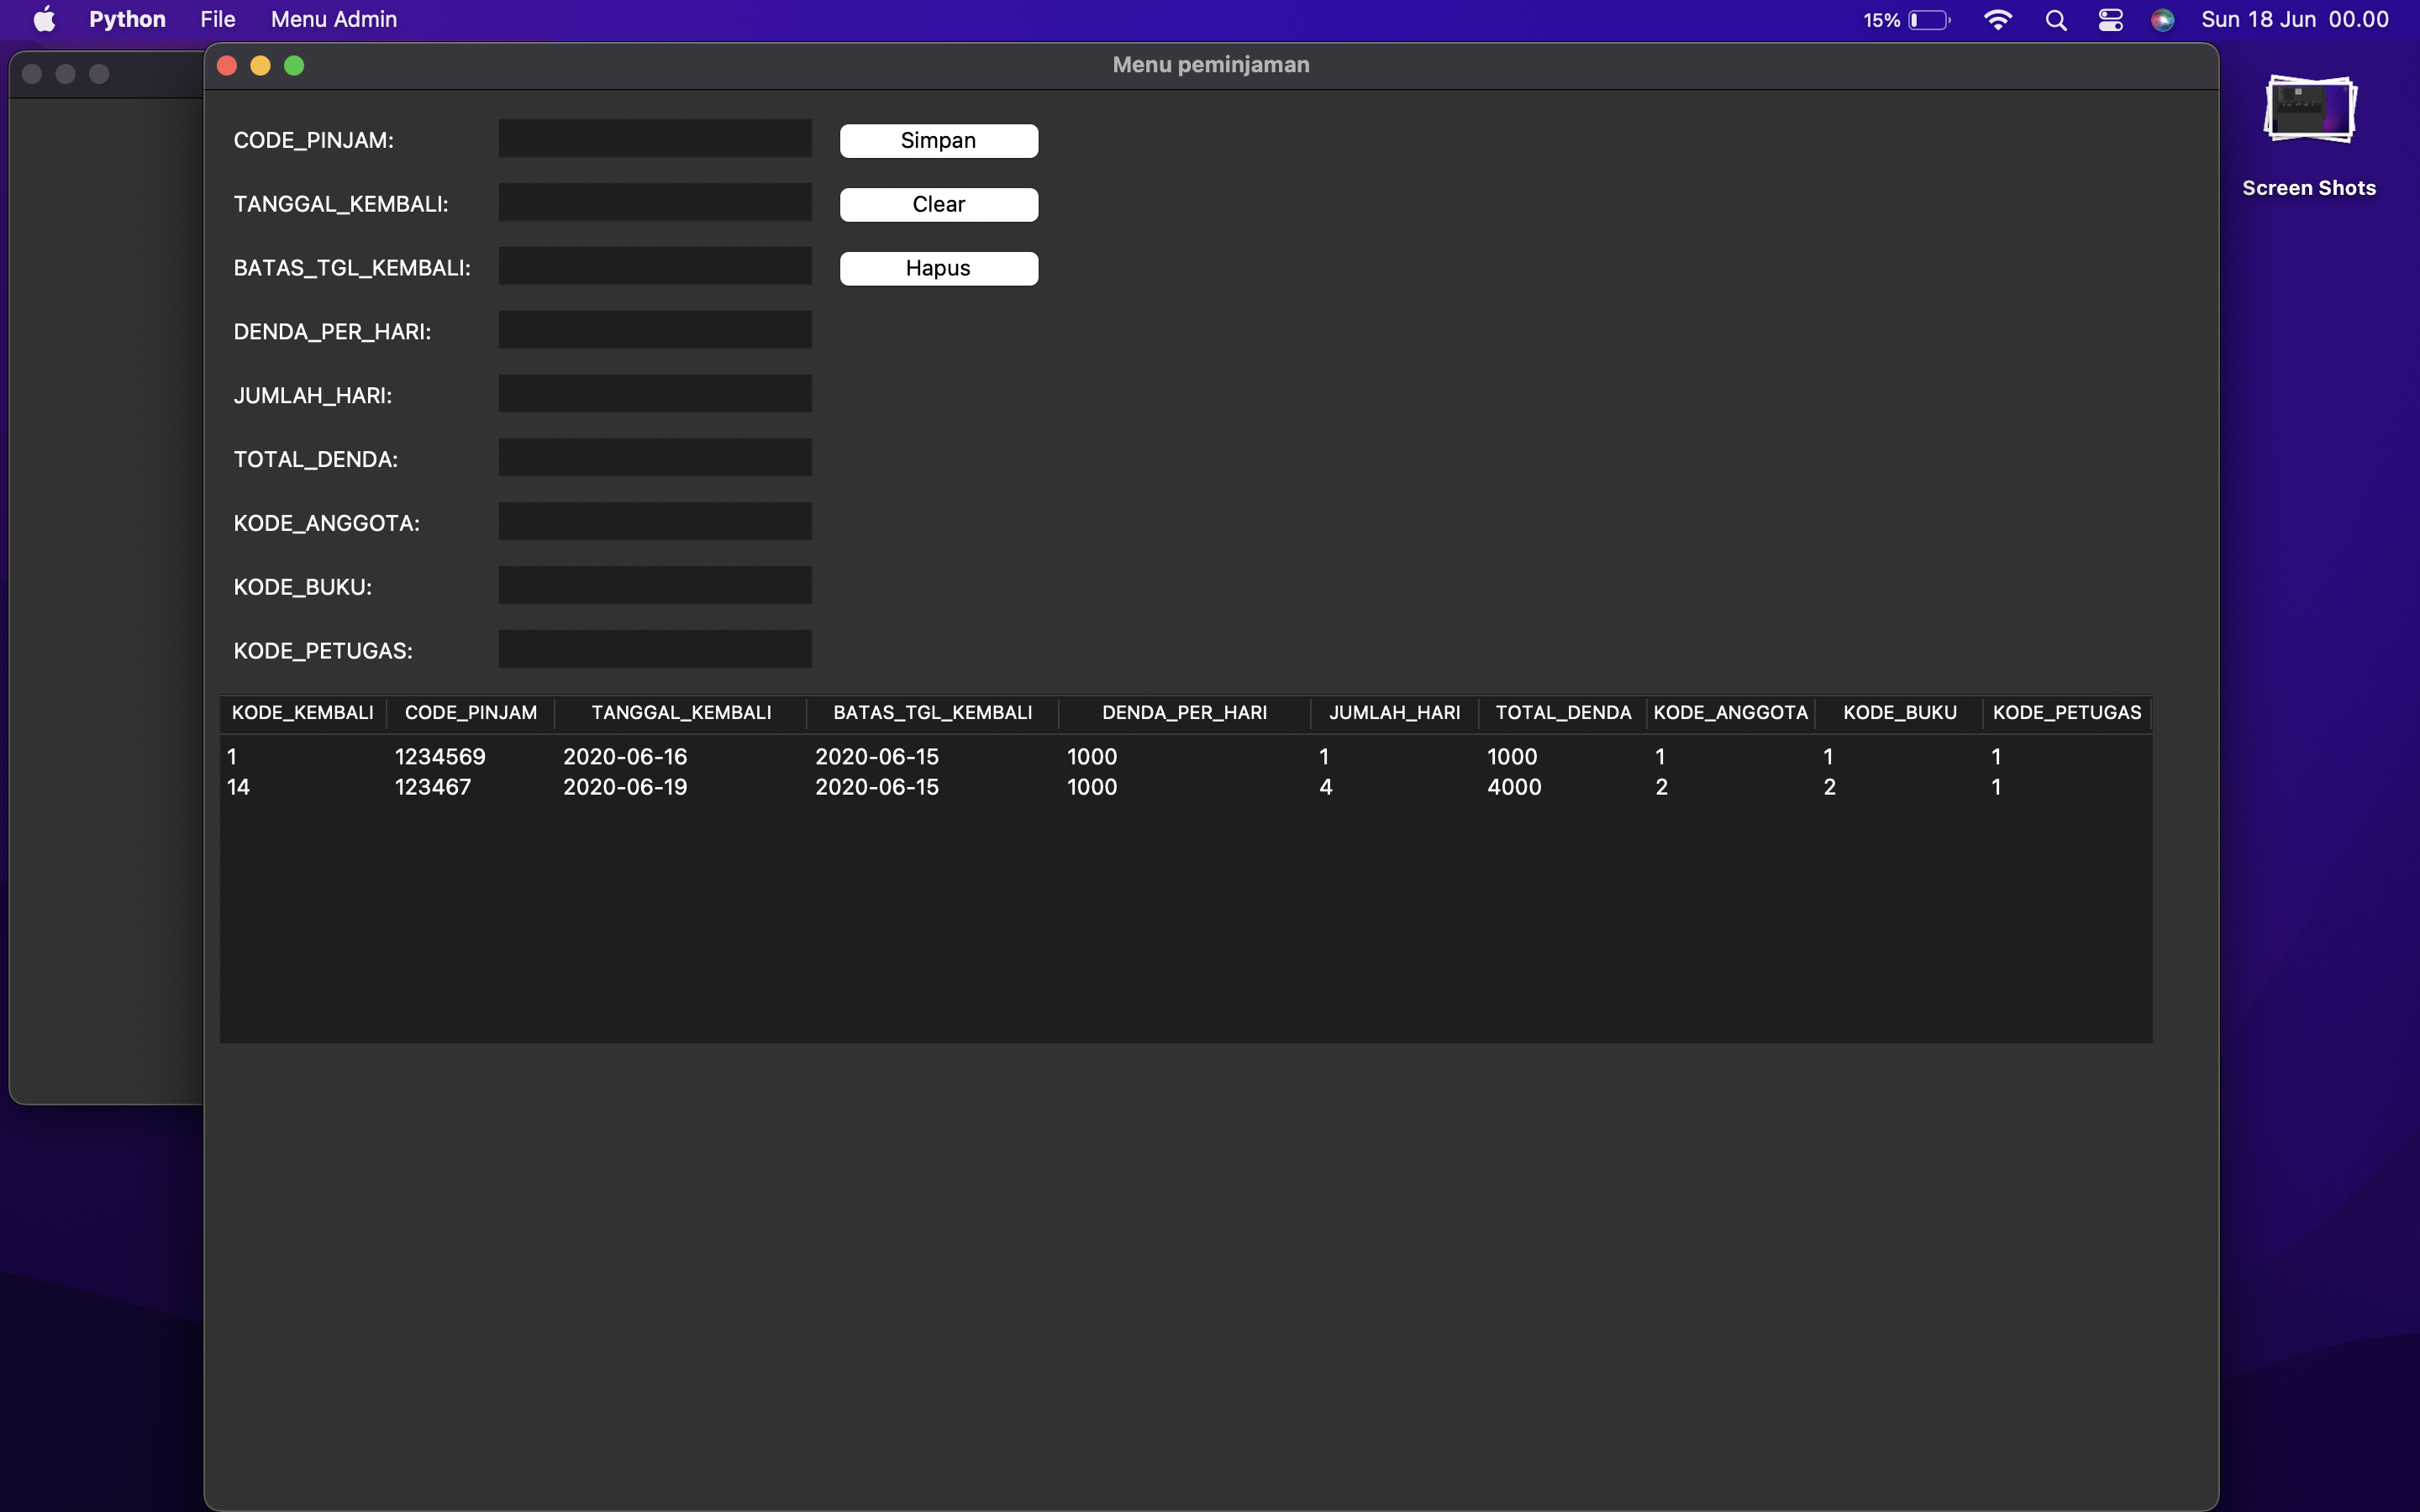 Python File Menu Admin 15% Sun 18 Jun 00.00
Menu peminjaman
Screen Shots
CODE_PINJAM: Simpan
TANGGAL_KEMBALI: Clear
BATAS_TGL_KEMBALI: Hapus
DENDA_PER_HARI:
JUMLAH_HARI:
TOTAL_DENDA:
KODE_ANGGOTA:
KODE_BUKU:
KODE_PETUGAS:
KODE_KEMBALI CODE_PINJAM TANGGAL_KEMBALI BATAS_TGL_KEMBALI DENDA_PER_HARI JUMLAH_HARI TOTAL_DENDA KODE_ANGGOTA KODE_BUKU KODE_PETUGAS
1 1234569 2020-06-16 2020-06-15 1000 1 1000 1 1 1
14 123467 2020-06-19 2020-06-15 1000 4 4000 2 2 1